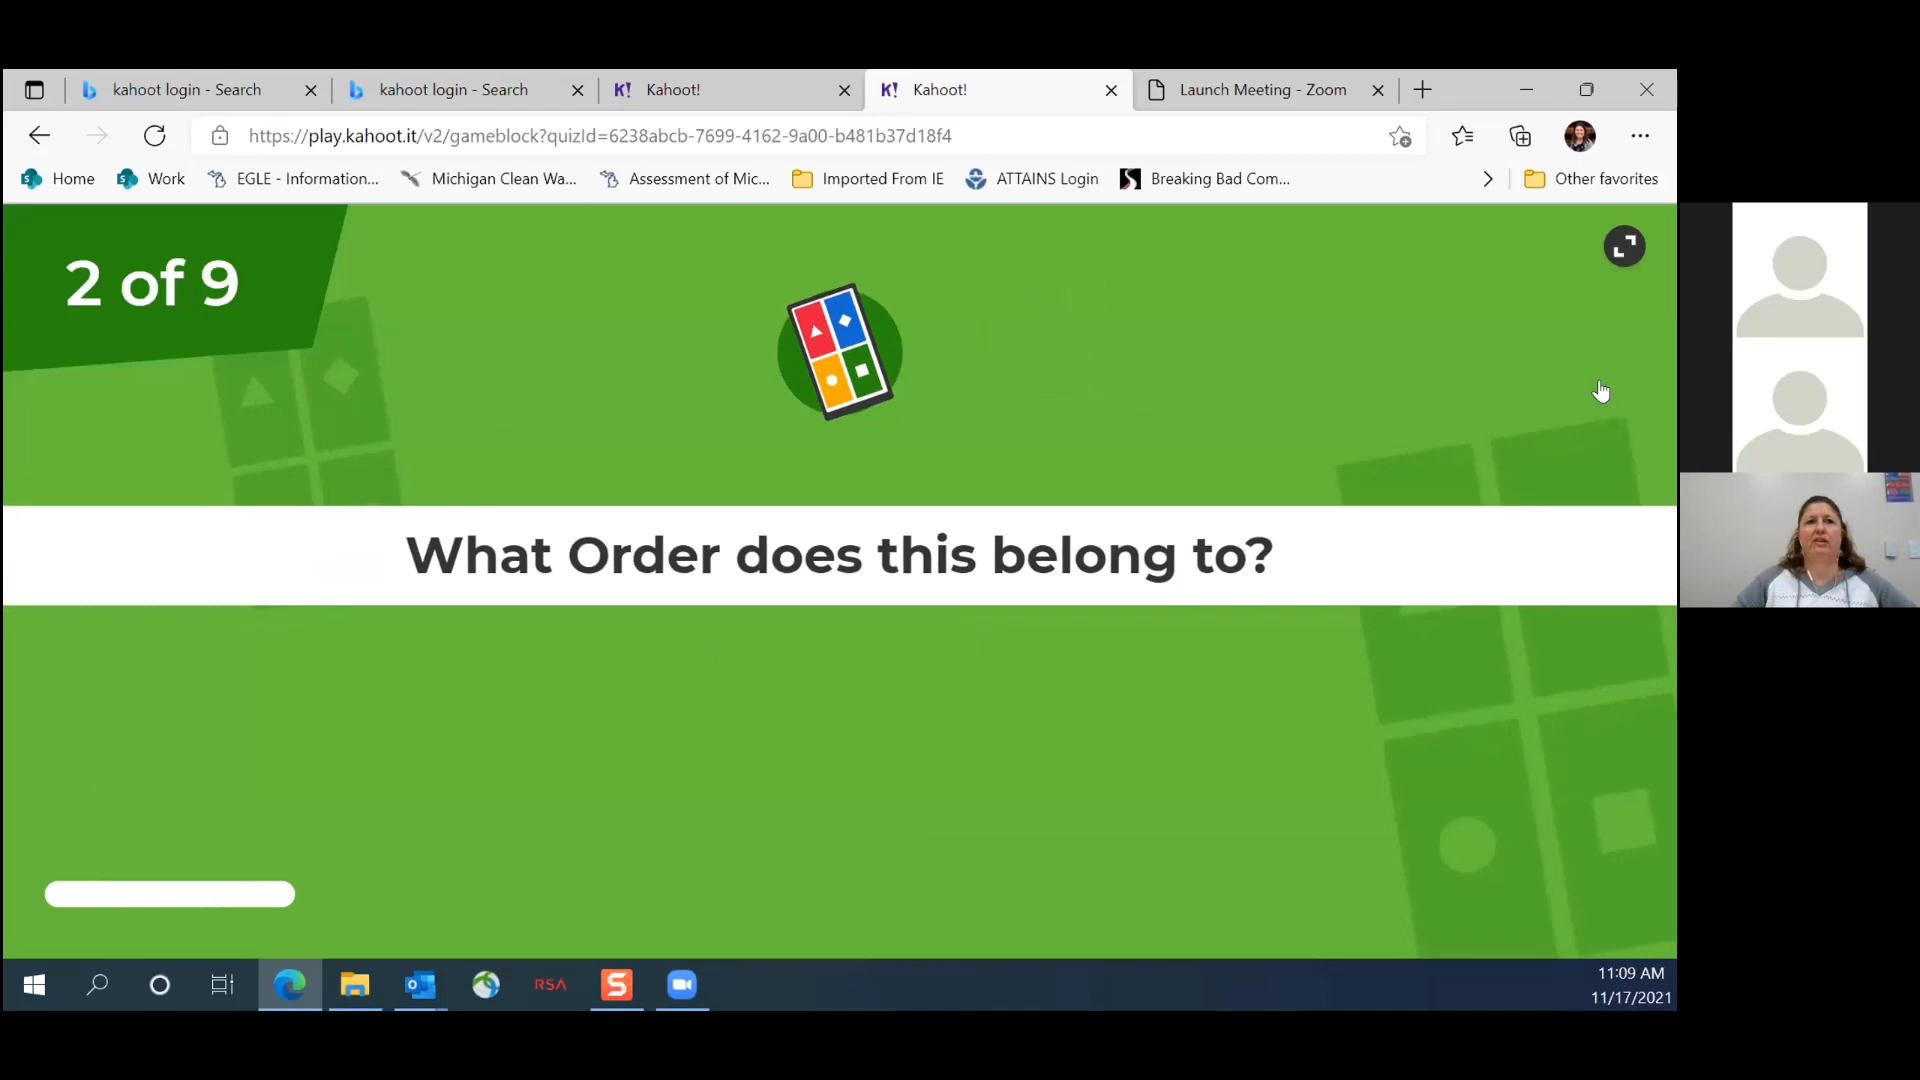 kahoot login - Search
kahoot login - Search
K! Kahoot!
K! Kahoot!
Launch Meeting - Zoom
https://play.kahoot.it/v2/gameblock?quizId=6238abcb-7699-4162-9a00-b481b37d18f4
Home
Work
EGLE - Information...
Michigan Clean Wa...
Assessment of Mic...
Imported From IE
ATTAINS Login
Breaking Bad Com...
Other favorites
2 of 9
What Order does this belong to?
RSA
11:09 AM
11/17/2021